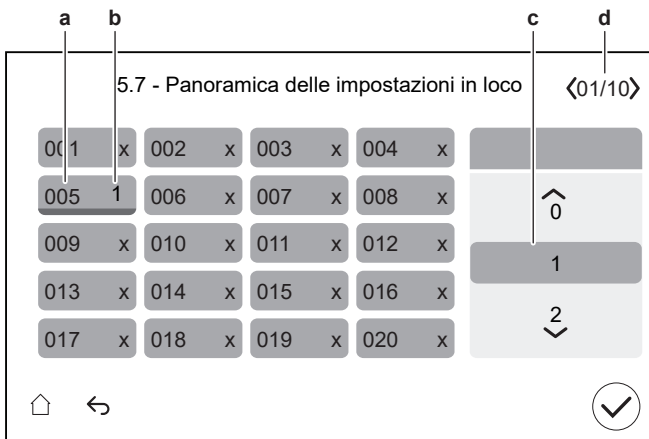 a b c d
5.7 - Panoramica delle impostazioni in loco 01/10
001 x 002 x 003 x 004 x
005 1 006 x 007 x 008 x 0
009 x 010 x 011 x 012 x 1
013 x 014 x 015 x 016 x 2
017 x 018 x 019 x 020 x